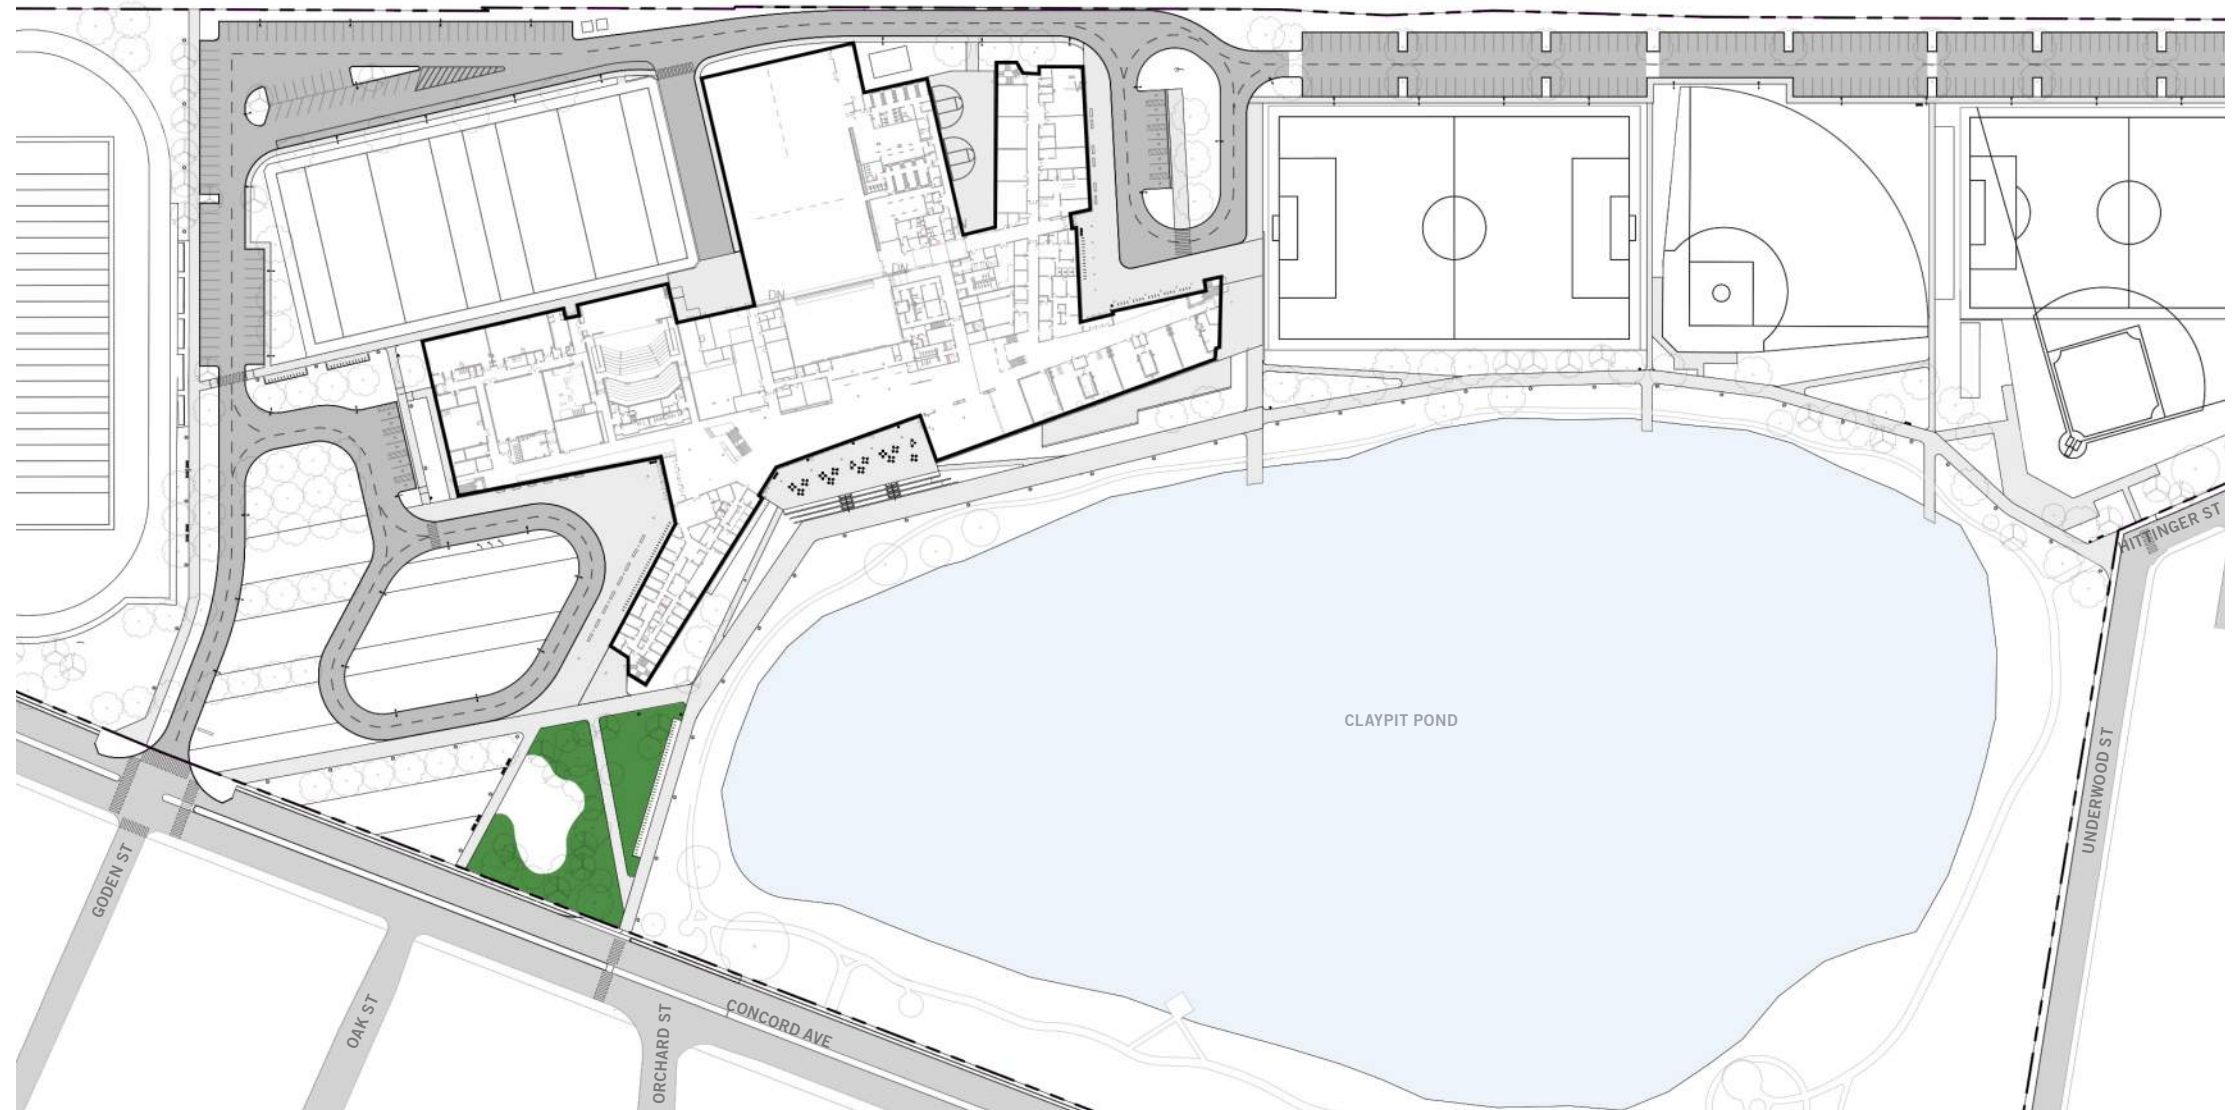 DN
DN
HITTINGER ST
CLAYPIT POND
UNDERWOOD ST
GODEN ST
OAK ST
ORCHARD ST
CONCORD AVE